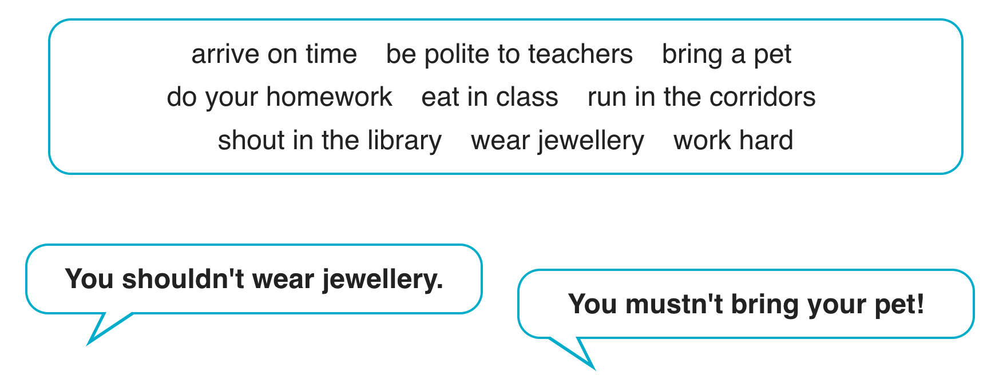 arrive on time be polite to teachers bring a pet
do your homework eat in class run in the corridors
shout in the library wear jewellery work hard
You shouldn't wear jewellery.
You mustn't bring your pet!